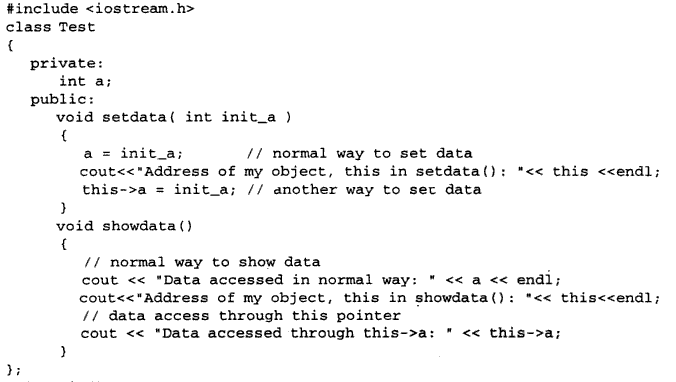 #include <iostream.h>
class Test
{
private:
int a;
public:
void setdata( int init_a )
{
a = init_a; // normal way to set data
cout<<"Address of my object, this in setdata(): "<< this <<endl;
this->a = init_a; // another way to set data
}
void showdata()
{
// normal way to show data
cout << "Data accessed in normal way: " << a << endl;
cout<<"Address of my object, this in showdata(): "<< this<<endl;
// data access through this pointer
cout << "Data accessed through this->a: " << this->a;
}
};